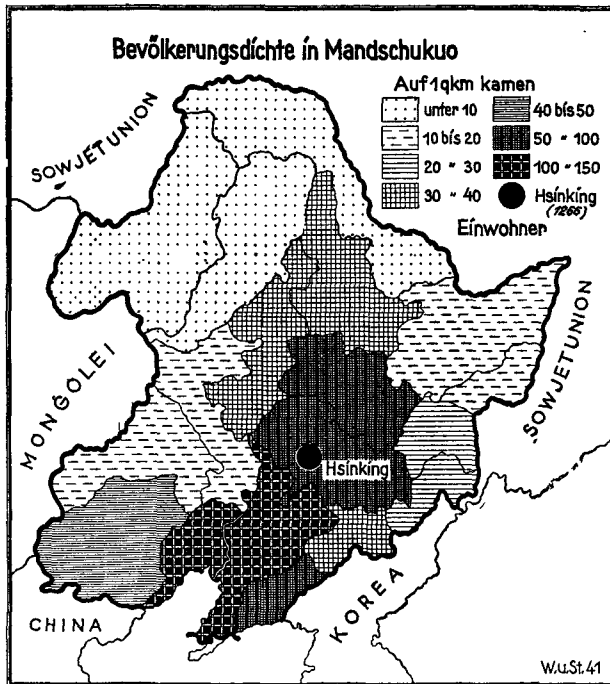 Bevölkerungsdichte in Mandschukuo
Auf 1 qkm kamen
unter 10
10 bis 20
20 " 30
30 " 40
40 bis 50
50 " 100
100 " 150
Hsinking
(1266)
Einwohner
SOWJETUNION
MONGOLEI
SOWJETUNION
Hsinking
KOREA
CHINA
W.u.St.41